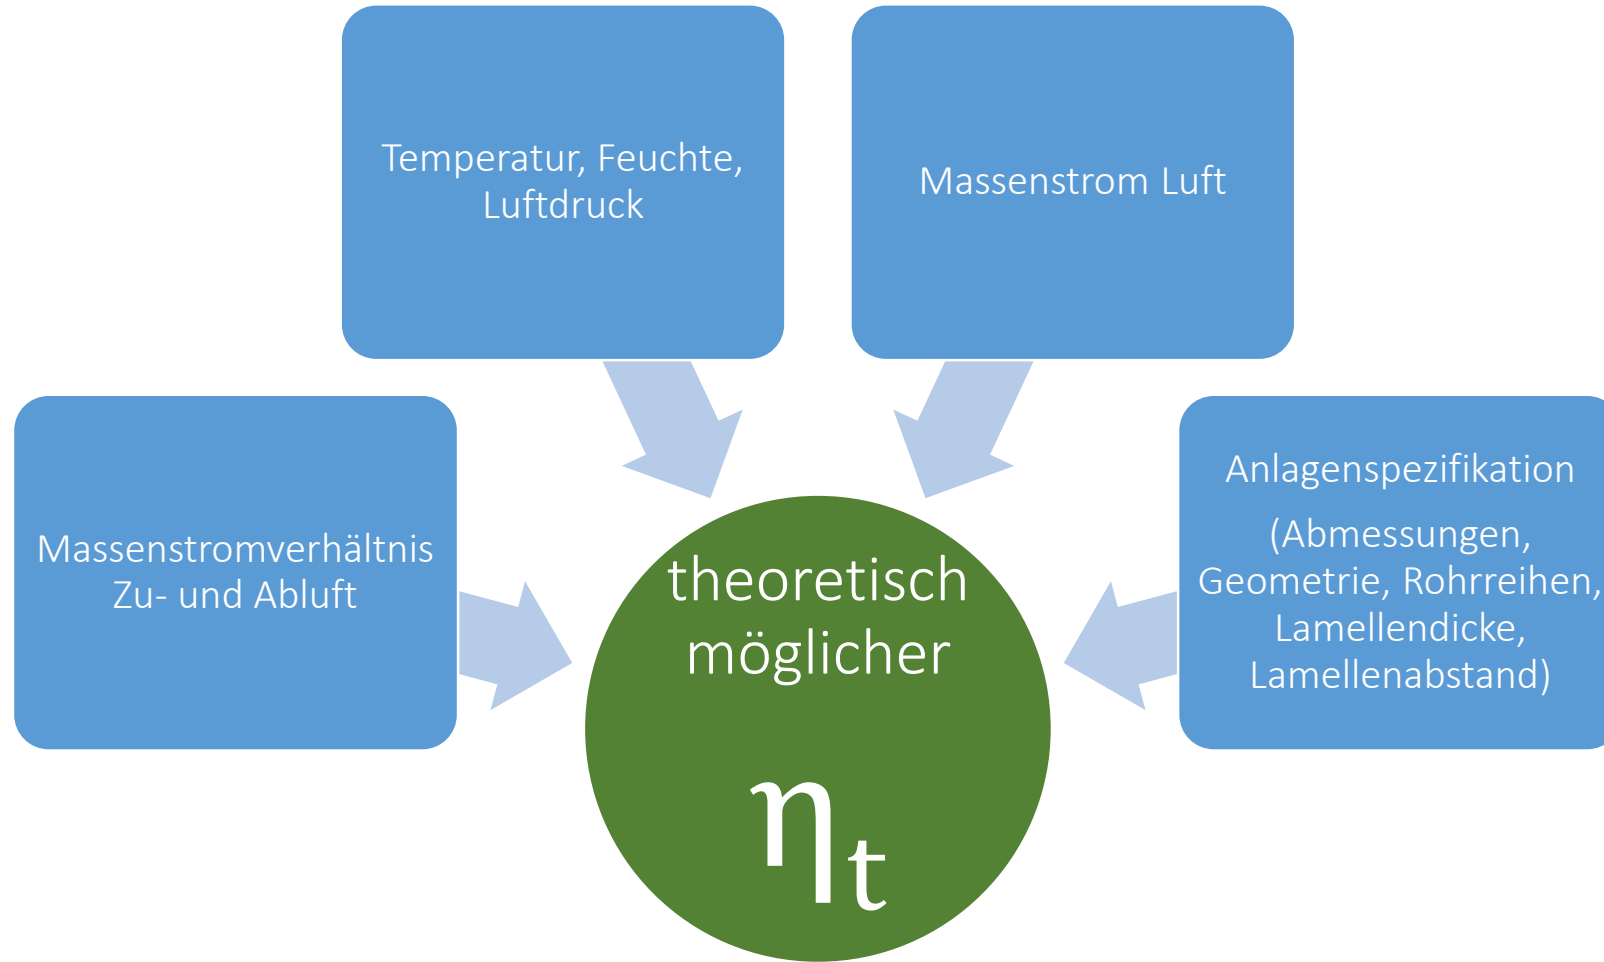 Temperatur, Feuchte,
Luftdruck
Massenstrom Luft
Massenstromverhältnis
Zu- und Abluft
Anlagenspezifikation
(Abmessungen,
Geometrie, Rohrreihen,
Lamellendicke,
Lamellenabstand)
theoretisch
möglicher
ηt